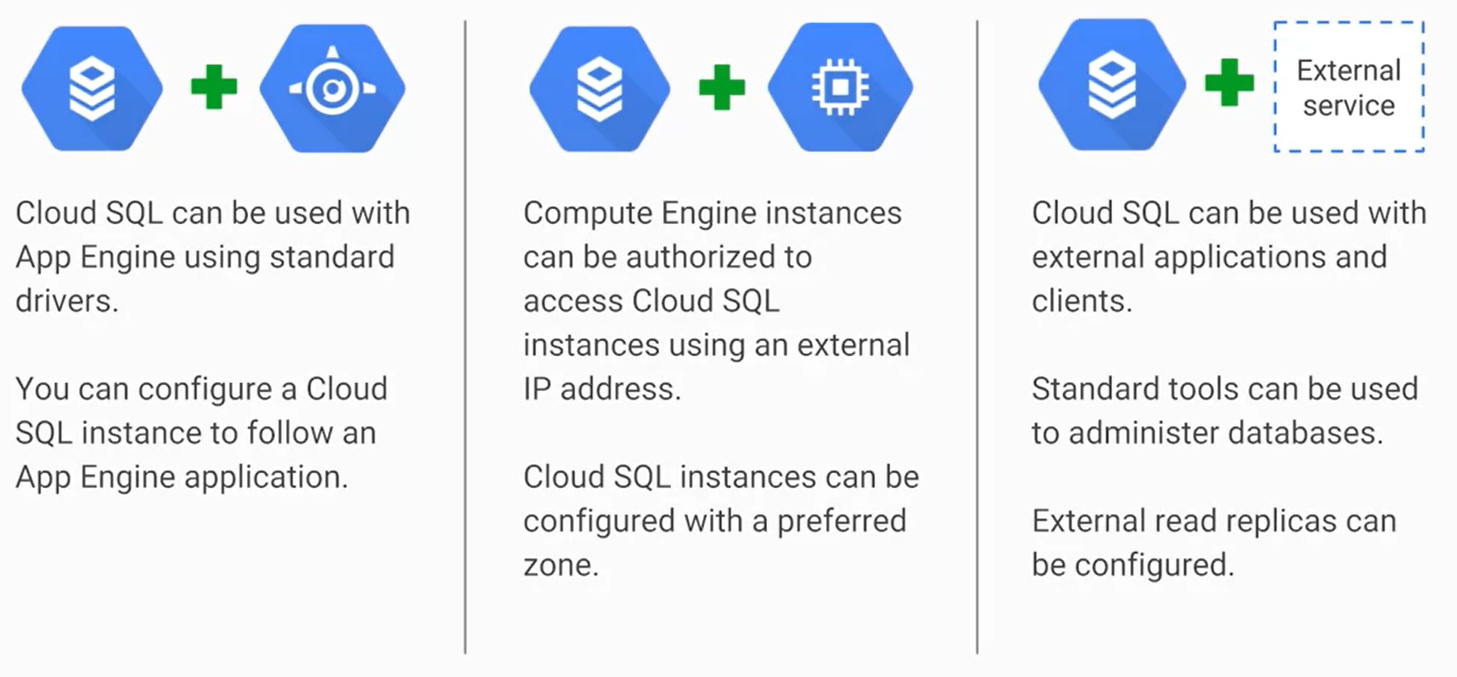 Cloud SQL can be used with
App Engine using standard
drivers.
You can configure a Cloud
SQL instance to follow an
App Engine application.
Compute Engine instances
can be authorized to
access Cloud SQL
instances using an external
IP address.
Cloud SQL instances can be
configured with a preferred
zone.
External
service
Cloud SQL can be used with
external applications and
clients.
Standard tools can be used
to administer databases.
External read replicas can
be configured.